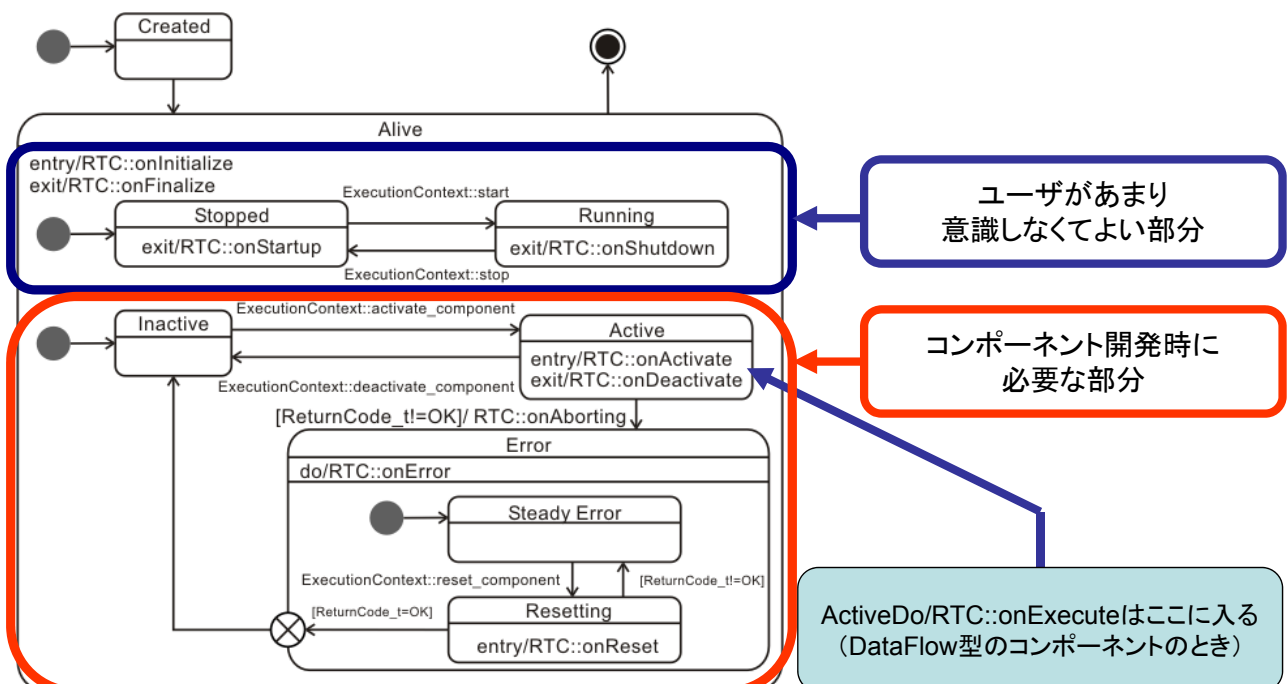 Created
Alive
entry/RTC::onInitialize
exit/RTC::onFinalize
ExecutionContext::start
Stopped
exit/RTC::onStartup
Running
exit/RTC::onShutdown
ExecutionContext::stop
ユーザがあまり
意識しなくてよい部分
ExecutionContext::activate_component
Inactive
Active
entry/RTC::onActivate
exit/RTC::onDeactivate
ExecutionContext::deactivate_component
コンポーネント開発時に
必要な部分
[ReturnCode_t!=OK]/ RTC::onAborting
Error
do/RTC::onError
Steady Error
ExecutionContext::reset_component
[ReturnCode_t!=OK]
[ReturnCode_t=OK]
Resetting
entry/RTC::onReset
ActiveDo/RTC::onExecuteはここに入る
（DataFlow型のコンポーネントのとき）